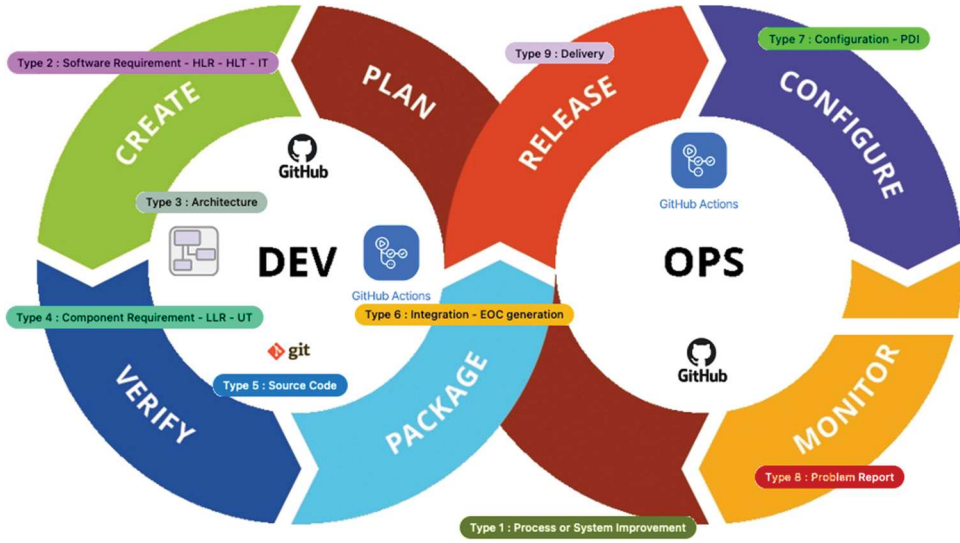 Type 9 : Delivery
Type 7 : Configuration - PDI
Type 2 : Software Requirement - HLR - HLT - IT
PLAN
CREATE
RELEASE
CONFIGURE
GitHub
GitHub Actions
Type 3 : Architecture
DEV
OPS
GitHub Actions
Type 4 : Component Requirement - LLR - UT
Type 6 : Integration - EOC generation
git
Type 5 : Source Code
GitHub
VERIFY
PACKAGE
MONITOR
Type 8 : Problem Report
Type 1 : Process or System Improvement